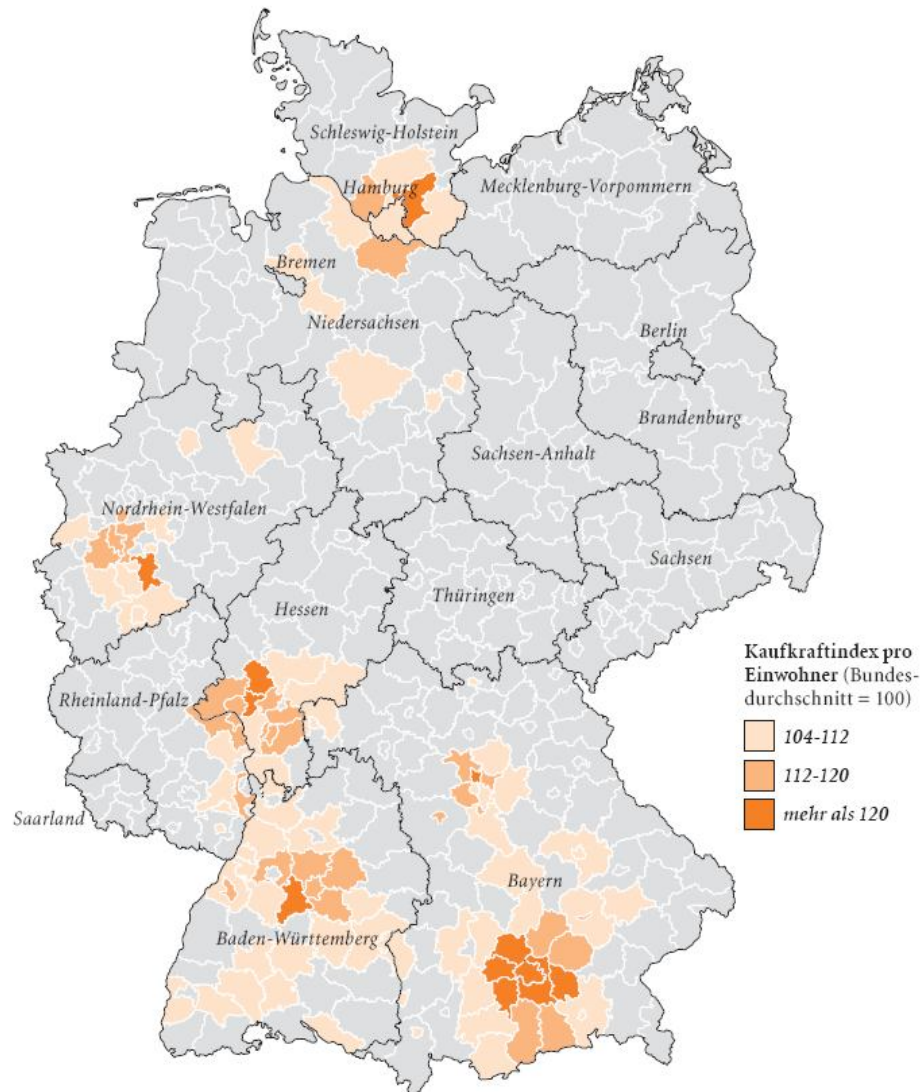 Schleswig-Holstein
Hamburg
Mecklenburg-Vorpommern
Bremen
Niedersachsen
Berlin
Brandenburg
Sachsen-Anhalt
Nordrhein-Westfalen
Sachsen
Hessen
Thüringen
Rheinland-Pfalz
Saarland
Bayern
Baden-Württemberg
Kaufkraftindex pro
Einwohner (Bundes-
durchschnitt = 100)
104-112
112-120
mehr als 120